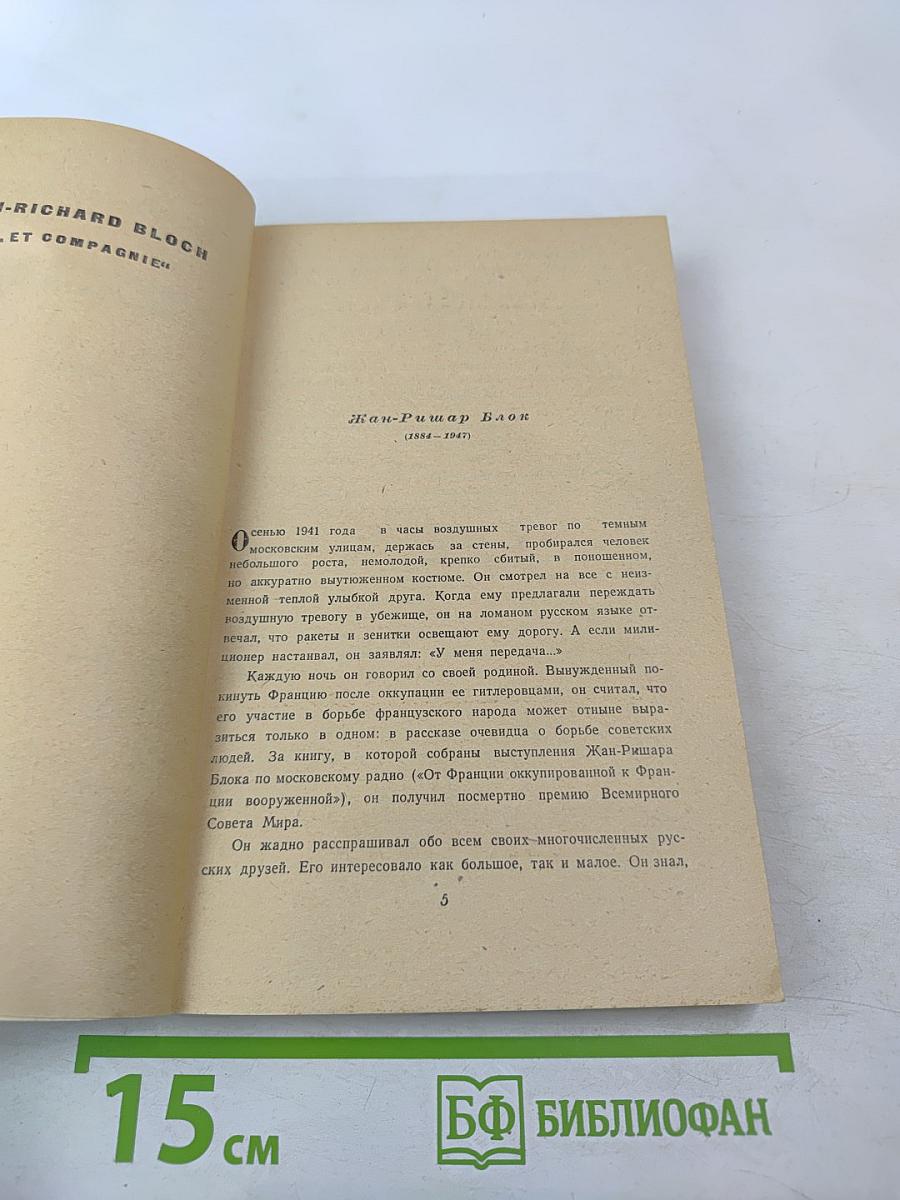 -RICHARD BLOCH
ET COMPAGNIE“
Жан-Ришар Блок
(1884—1947)
Осенью 1941 года в часы воздушных тревог по темным
московским улицам, держась за стены, пробирался человек
небольшого роста, немолодой, крепко сбитый, в поношенном,
но аккуратно выутюженном костюме. Он смотрел на все с неиз-
менной теплой улыбкой друга. Когда ему предлагали переждать
воздушную тревогу в убежище, он на ломаном русском языке от-
вечал, что ракеты и зенитки освещают ему дорогу. А если мили-
ционер настаивал, он заявлял: «У меня передача...»
Каждую ночь он говорил со своей родиной. Вынужденный по-
кинуть Францию после оккупации ее гитлеровцами, он считал, что
его участие в борьбе французского народа может отныне выра-
зиться только в одном: в рассказе очевидца о борьбе советских
людей. За книгу, в которой собраны выступления Жан-Ришара
Блока по московскому радио («От Франции оккупированной к Фран-
ции вооруженной»), он получил посмертно премию Всемирного
Совета Мира.
Он жадно расспрашивал обо всем своих многочисленных рус-
ских друзей. Его интересовало как большое, так и малое. Он знал,
5
15 см
БФ БИБЛИОФАН